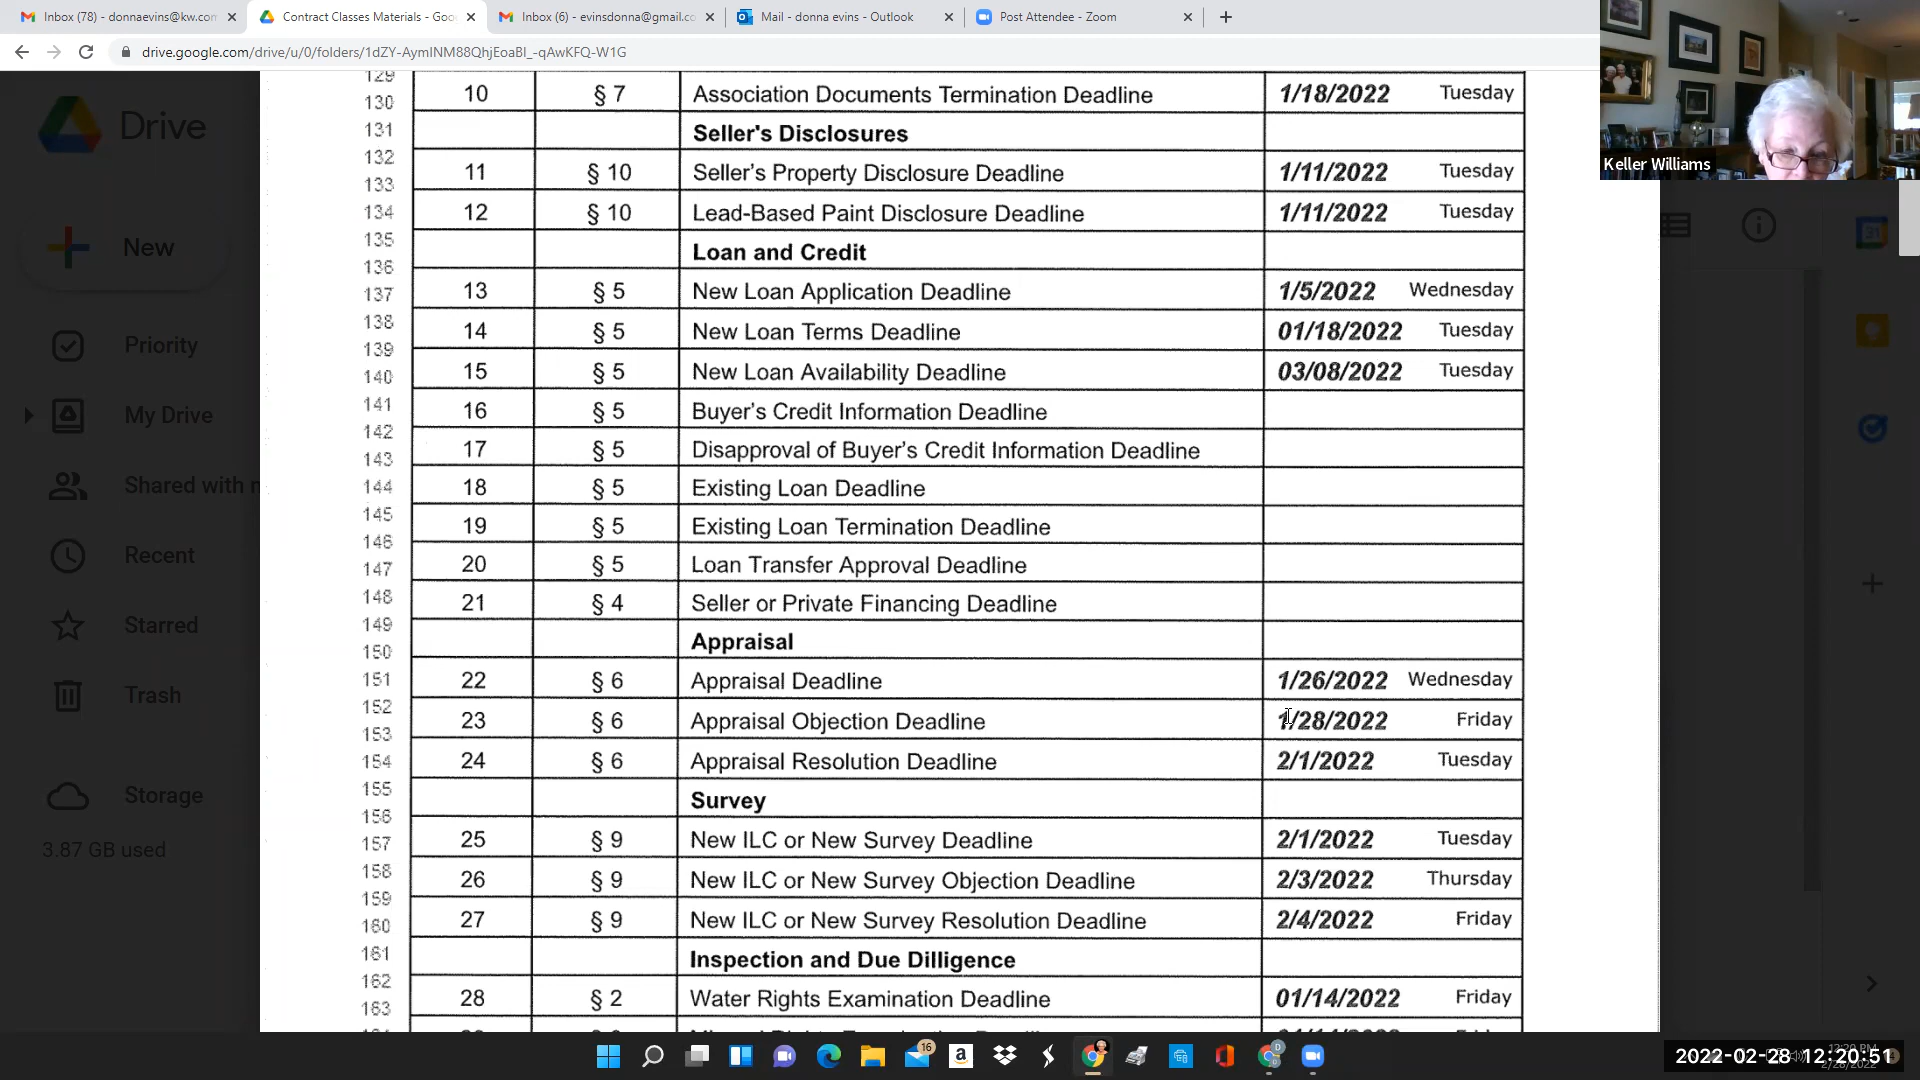 Inbox (78) - donnaevins@kw.com
Contract Classes Materials - Goo
Inbox (6) - evinsdonna@gmail.co
Mail - donna evins - Outlook
Post Attendee - Zoom
drive.google.com/drive/u/0/folders/1dZY-AymlNM88QhjEoaBI_-qAwKFQ-W1G
Keller Williams
Drive
New
Priority
My Drive
Shared with m
Recent
Starred
Trash
Storage
3.87 GB used
129
130 10 § 7 Association Documents Termination Deadline 1/18/2022 Tuesday
131 Seller's Disclosures
132
133 11 § 10 Seller's Property Disclosure Deadline 1/11/2022 Tuesday
134 12 § 10 Lead-Based Paint Disclosure Deadline 1/11/2022 Tuesday
135 Loan and Credit
136
137 13 § 5 New Loan Application Deadline 1/5/2022 Wednesday
138 14 § 5 New Loan Terms Deadline 01/18/2022 Tuesday
139
140 15 § 5 New Loan Availability Deadline 03/08/2022 Tuesday
141 16 § 5 Buyer's Credit Information Deadline
142
143 17 § 5 Disapproval of Buyer's Credit Information Deadline
144 18 § 5 Existing Loan Deadline
145 19 § 5 Existing Loan Termination Deadline
146
147 20 § 5 Loan Transfer Approval Deadline
148 21 § 4 Seller or Private Financing Deadline
149
150 Appraisal
151 22 § 6 Appraisal Deadline 1/26/2022 Wednesday
152
153 23 § 6 Appraisal Objection Deadline 1/28/2022 Friday
154 24 § 6 Appraisal Resolution Deadline 2/1/2022 Tuesday
155 Survey
156
157 25 § 9 New ILC or New Survey Deadline 2/1/2022 Tuesday
158 26 § 9 New ILC or New Survey Objection Deadline 2/3/2022 Thursday
159
160 27 § 9 New ILC or New Survey Resolution Deadline 2/4/2022 Friday
161 Inspection and Due Dilligence
162
163 28 § 2 Water Rights Examination Deadline 01/14/2022 Friday
16
2022-02-28 12:20:51